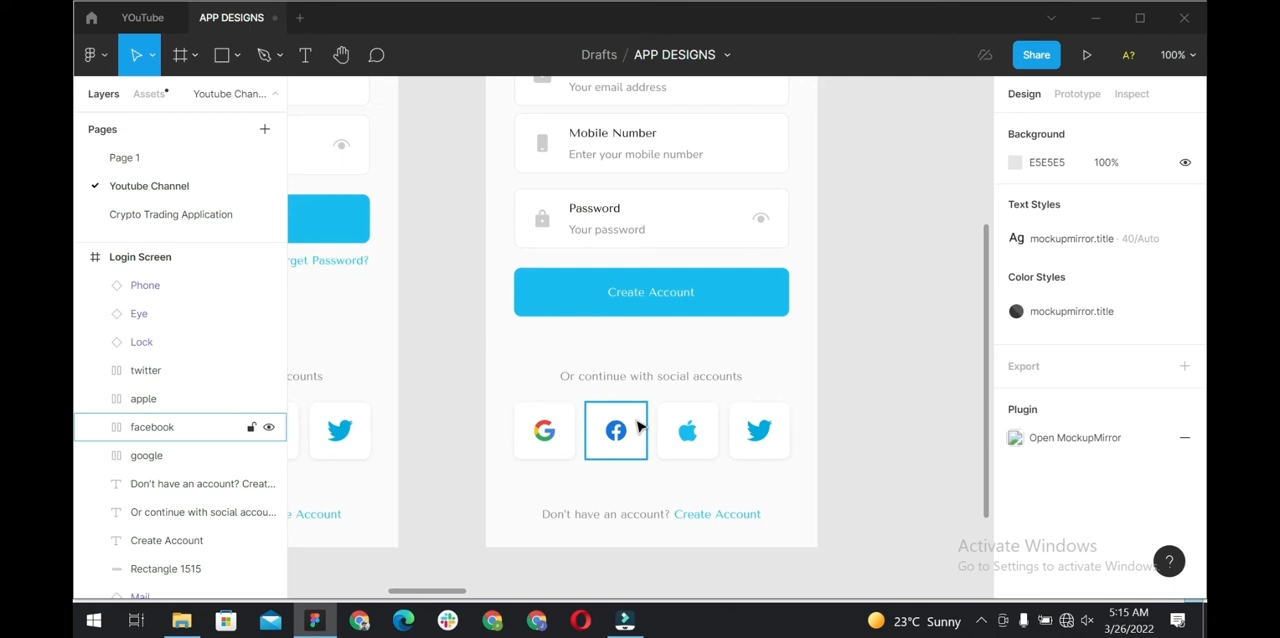 YOuTube
APP DESIGNS
Drafts / APP DESIGNS
Share
A?
100%
Layers
Assets
Youtube Chan...
Design
Prototype
Inspect
Pages
Page 1
Youtube Channel
Crypto Trading Application
Login Screen
Phone
Eye
Lock
twitter
apple
facebook
google
Don't have an account? Creat...
Or continue with social accou...
Create Account
Rectangle 1515
Mail
rget Password?
counts
e Account
Your email address
Mobile Number
Enter your mobile number
Password
Your password
Create Account
Or continue with social accounts
Don't have an account? Create Account
Background
E5E5E5 100%
Text Styles
Ag mockupmirror.title · 40/Auto
Color Styles
mockupmirror.title
Export
Plugin
Open MockupMirror
Activate Windows
Go to Settings to activate Windows.
?
23°C Sunny
5:15 AM
3/26/2022